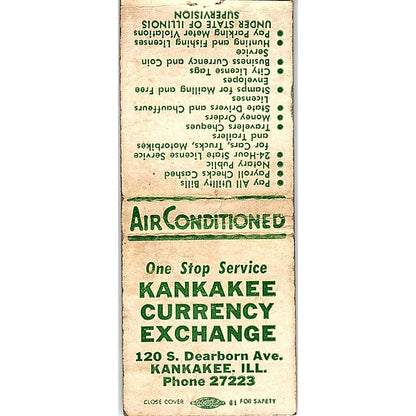 • Pay All Utility Bills
• Payroll Checks Cashed
• Notary Public
• 24-Hour State License Service
for Cars, Trucks, Motorbikes
and Trailers
• Travelers Cheques
• Money Orders
• State Drivers and Chauffeurs
Licenses
• Stamps for Mailling and Free
Envelopes
• City License Tags
• Business Currency and Coin
Service
• Hunting and Fishing Licenses
• Pay Parking Meter Violations
UNDER STATE OF ILLINOIS
SUPERVISION
AIR CONDITIONED
One Stop Service
KANKAKEE
CURRENCY
EXCHANGE
120 S. Dearborn Ave.
KANKAKEE, ILL.
Phone 27223
CLOSE COVER FOR SAFETY